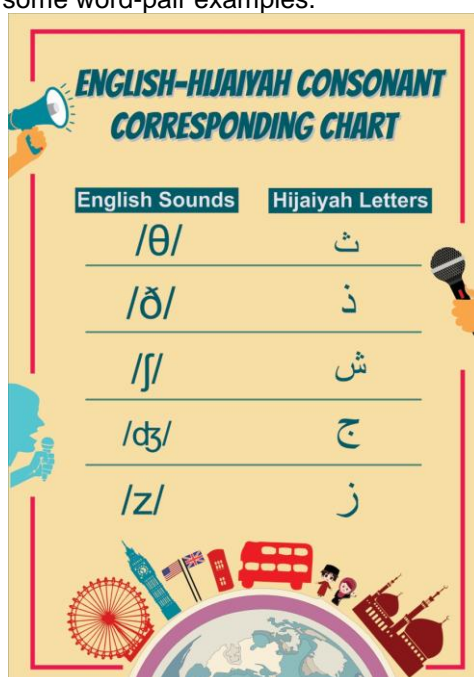 some word-pair examples.
ENGLISH-HIJAIYAH CONSONANT
CORRESPONDING CHART
English Sounds Hijaiyah Letters
/θ/ ث
/ð/ ذ
/ʃ/ ش
/ʤ/ ج
/z/ ز